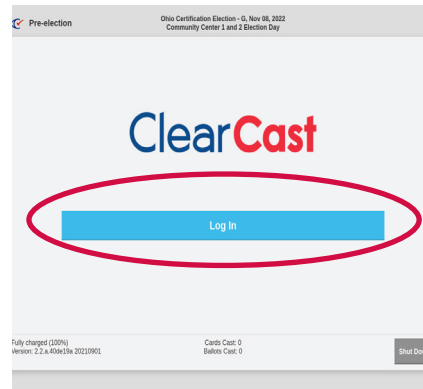 Pre-election
Ohio Certification Election - G, Nov 08, 2022
Community Center 1 and 2 Election Day
ClearCast
Log In
Fully charged (100%)
Version: 2.2.a.40de19a 20210901
Cards Cast: 0
Ballots Cast: 0
Shut Dow